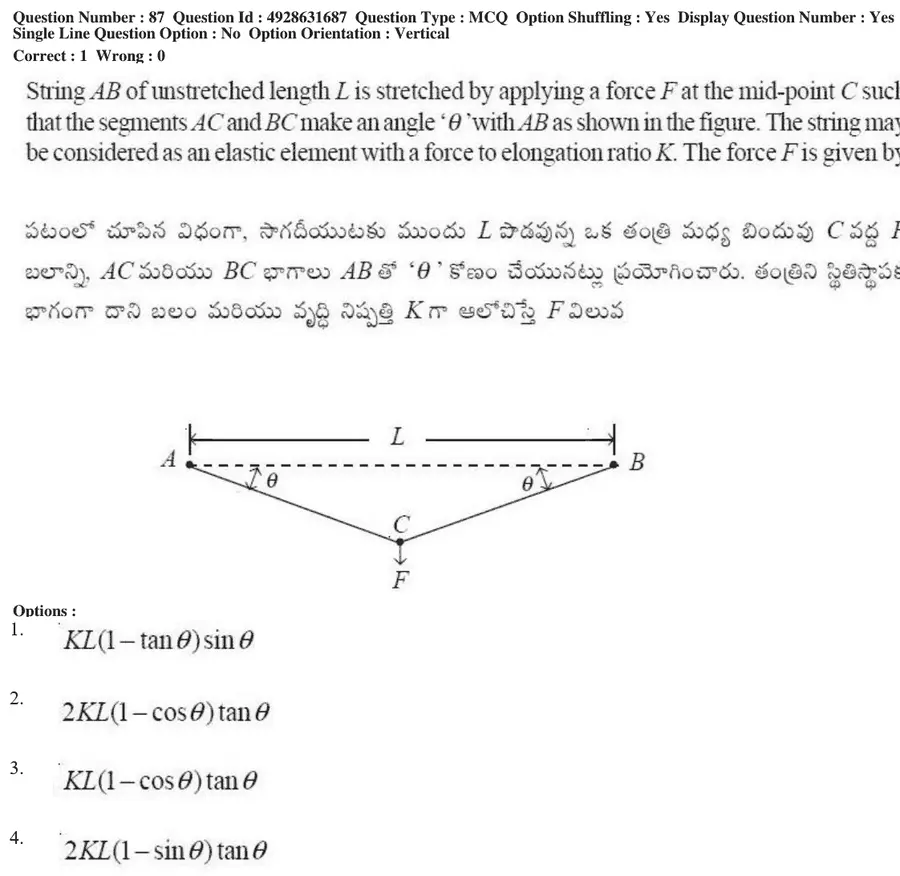 Question Number : 87 Question Id : 4928631687 Question Type : MCQ Option Shuffling : Yes Display Question Number : Yes
Single Line Question Option : No Option Orientation : Vertical
Correct : 1 Wrong : 0
String AB of unstretched length L is stretched by applying a force F at the mid-point C such
that the segments AC and BC make an angle ‘θ’ with AB as shown in the figure. The string may
be considered as an elastic element with a force to elongation ratio K. The force F is given by
పటంలో చూపిన విధంగా, సాగదీయుటకు ముందు L పొడవున్న ఒక తంత్రి మధ్య బిందువు C వద్ద F
బలాన్ని, AC మరియు BC భాగాలు AB తో ‘θ’ కోణం చేయునట్లు ప్రయోగించారు. తంత్రిని స్థితిస్థాపక
భాగంగా దాని బలం మరియు వృద్ధి నిష్పత్తి K గా ఆలోచిస్తే F విలువ
L
A
B
θ
θ
C
F
Options :
1. KL(1 − tan θ) sin θ
2. 2KL(1 − cos θ) tan θ
3. KL(1 − cos θ) tan θ
4. 2KL(1 − sin θ) tan θ